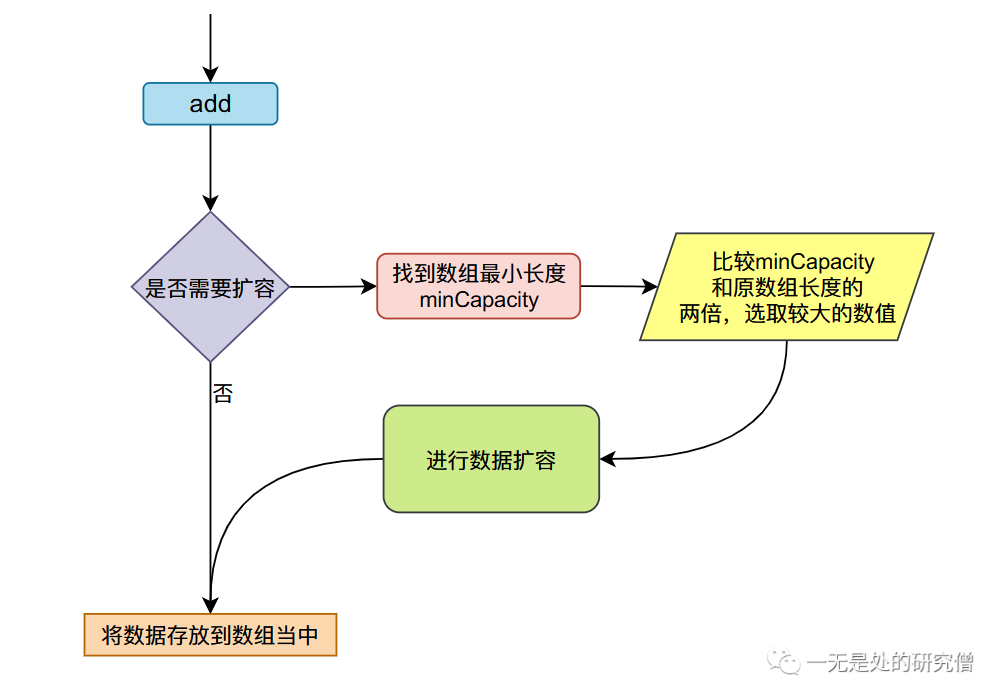 add
是否需要扩容
找到数组最小长度
minCapacity
比较minCapacity
和原数组长度的
两倍，选取较大的数值
否
进行数据扩容
将数据存放到数组当中
一无是处的研究僧